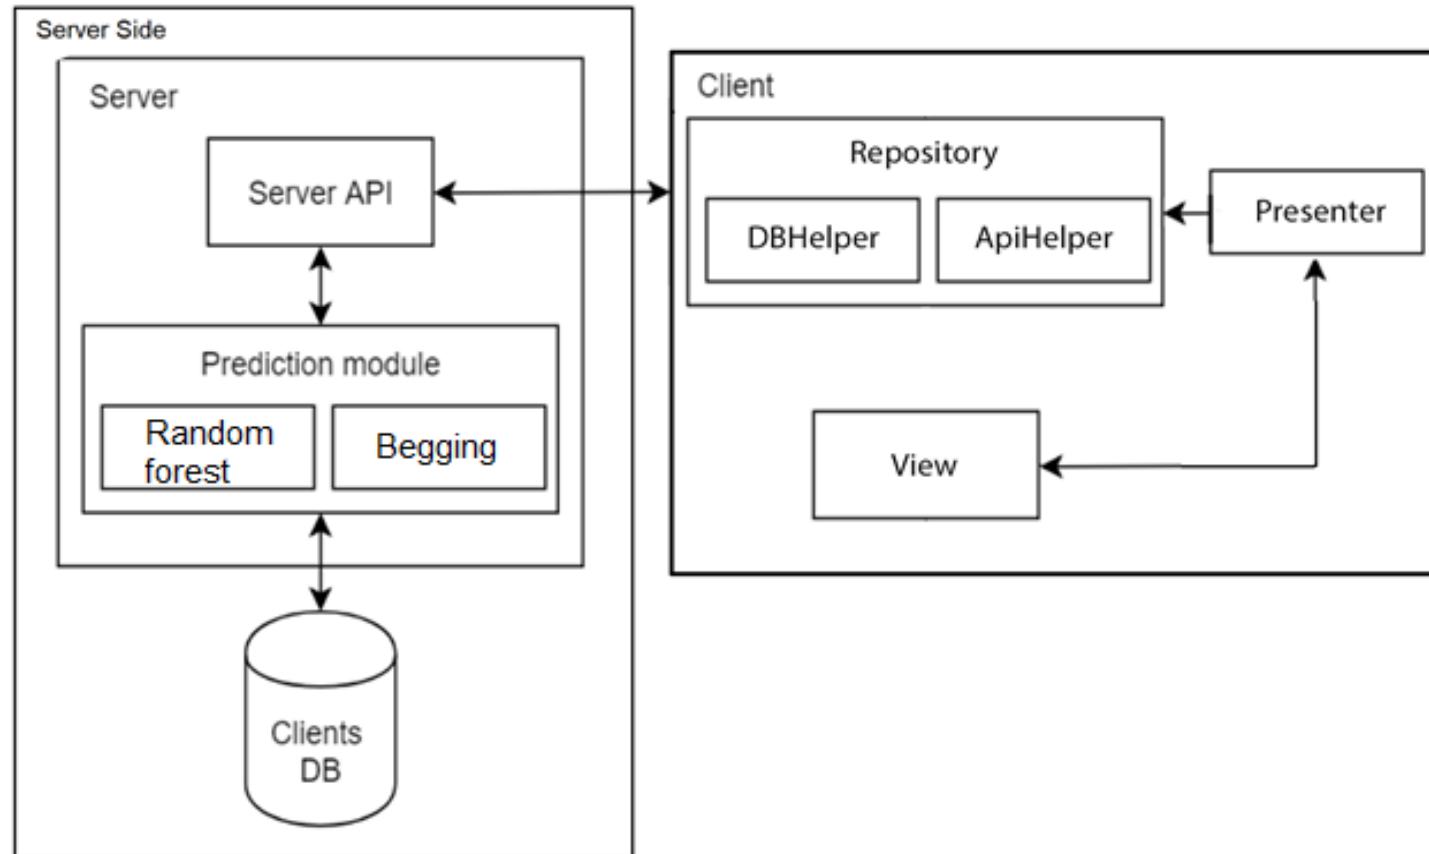 Server Side
Server
Server API
Prediction module
Random
forest
Begging
Clients
DB
Client
Repository
DBHelper
ApiHelper
Presenter
View